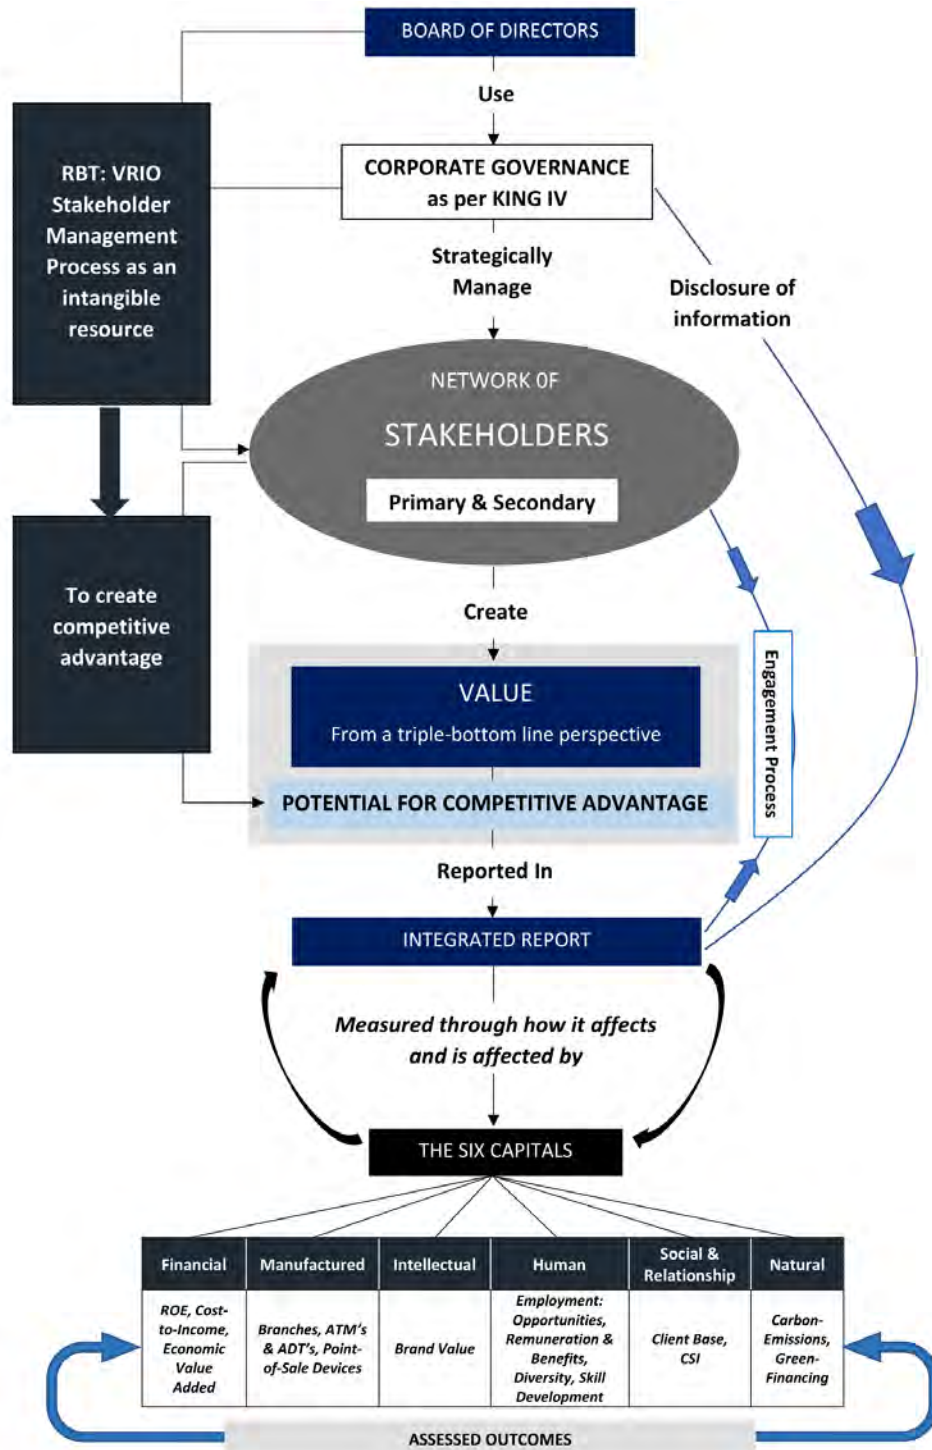 BOARD OF DIRECTORS
Use
CORPORATE GOVERNANCE
as per KING IV
RBT: VRIO
Stakeholder
Management
Process as an
intangible
resource
Strategically
Manage
Disclosure of
information
NETWORK 0F
STAKEHOLDERS
Primary & Secondary
To create
competitive
advantage
Create
Engagement Process
VALUE
From a triple-bottom line perspective
POTENTIAL FOR COMPETITIVE ADVANTAGE
Reported In
INTEGRATED REPORT
Measured through how it affects
and is affected by
THE SIX CAPITALS
Financial
Manufactured
Intellectual
Human
Social &
Relationship
Natural
ROE, Cost-
to-Income,
Economic
Value
Added
Branches, ATM's
& ADT's, Point-
of-Sale Devices
Brand Value
Employment:
Opportunities,
Remuneration &
Benefits,
Diversity, Skill
Development
Client Base,
CSI
Carbon-
Emissions,
Green-
Financing
ASSESSED OUTCOMES